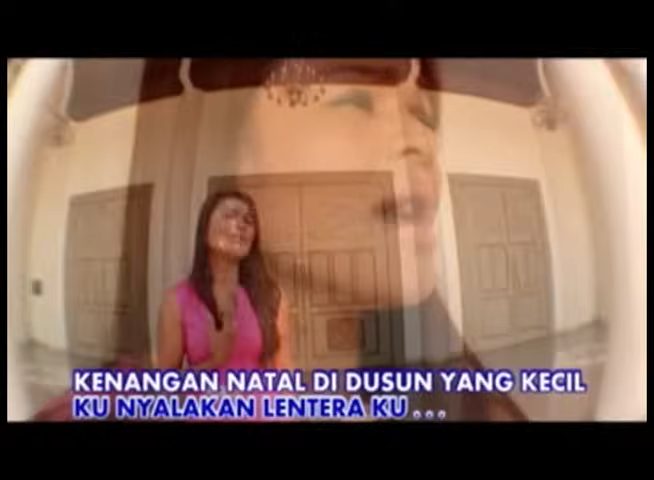 KENANGAN NATAL DI DUSUN YANG KECIL
KU NYALAKAN LENTERA KU . . .